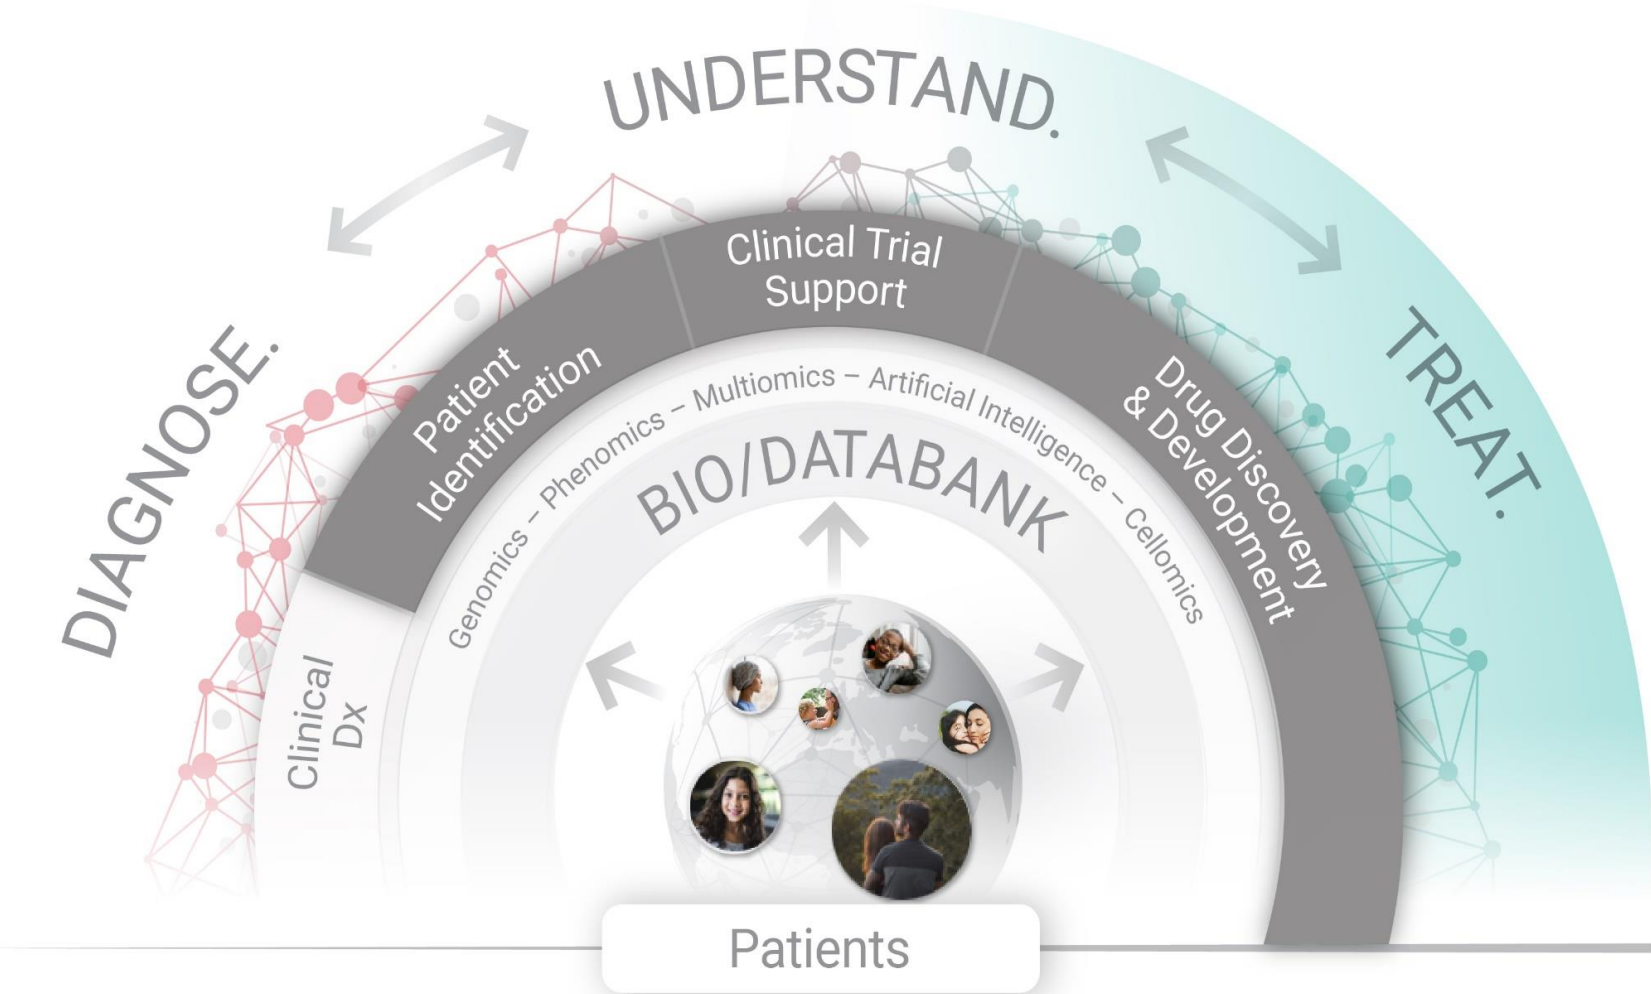 DIAGNOSE.
UNDERSTAND.
TREAT.
Clinical
Dx
Patient
Identification
Clinical Trial
Support
Drug Discovery
& Development
Genomics – Phenomics – Multiomics – Artificial Intelligence – Cellomics
BIO/DATABANK
Patients